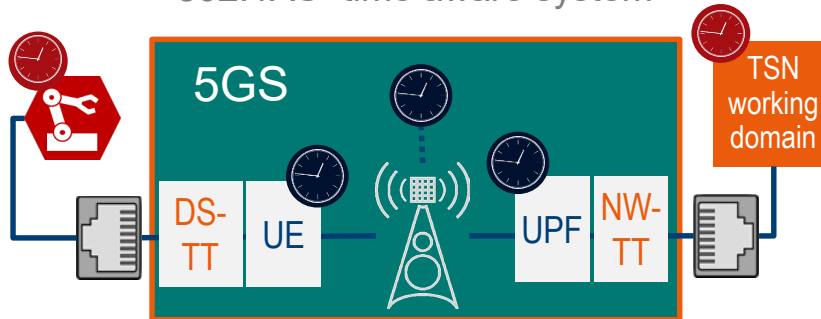 5GS
TSN
working
domain
DS-
TT
UE
UPF
NW-
TT